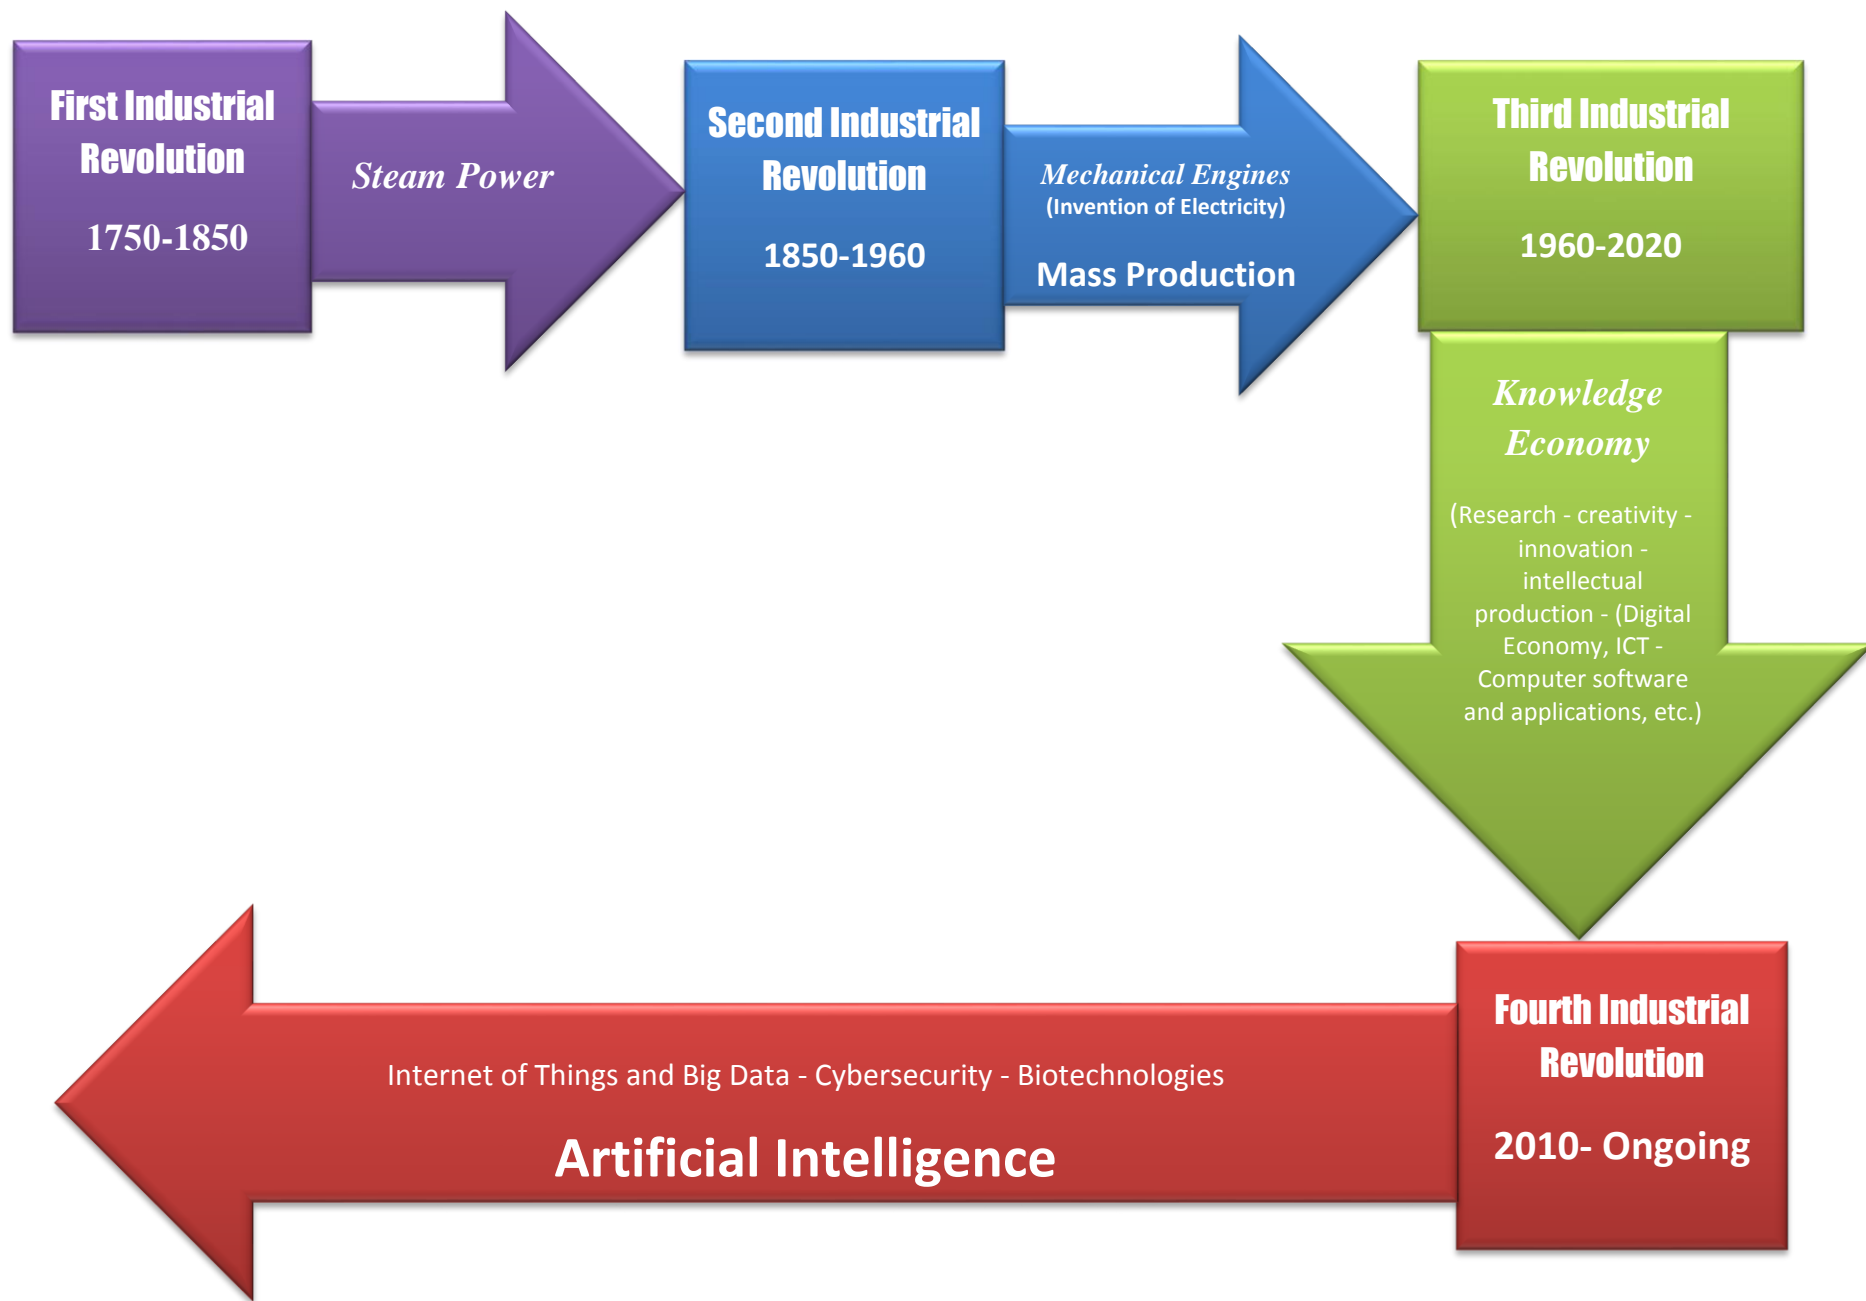 First Industrial
Revolution
1750-1850
Steam Power
Second Industrial
Revolution
1850-1960
Mechanical Engines
(Invention of Electricity)
Mass Production
Third Industrial
Revolution
1960-2020
Knowledge
Economy
(Research - creativity -
innovation -
intellectual
production - (Digital
Economy, ICT -
Computer software
and applications, etc.)
Fourth Industrial
Revolution
2010- Ongoing
Internet of Things and Big Data - Cybersecurity - Biotechnologies
Artificial Intelligence